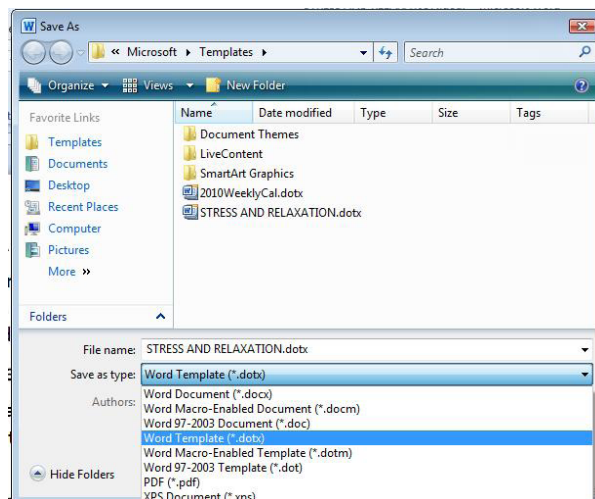 Save As
« Microsoft ▸ Templates ▸ Search
Organize Views New Folder
Favorite Links
Templates
Documents
Desktop
Recent Places
Computer
Pictures
More »
Folders
Name Date modified Type Size Tags
Document Themes
LiveContent
SmartArt Graphics
2010WeeklyCal.dotx
STRESS AND RELAXATION.dotx
File name: STRESS AND RELAXATION.dotx
Save as type: Word Template (*.dotx)
Authors:
Word Document (*.docx)
Word Macro-Enabled Document (*.docm)
Word 97-2003 Document (*.doc)
Word Template (*.dotx)
Word Macro-Enabled Template (*.dotm)
Word 97-2003 Template (*.dot)
PDF (*.pdf)
XPS Document (*.xps)
Hide Folders